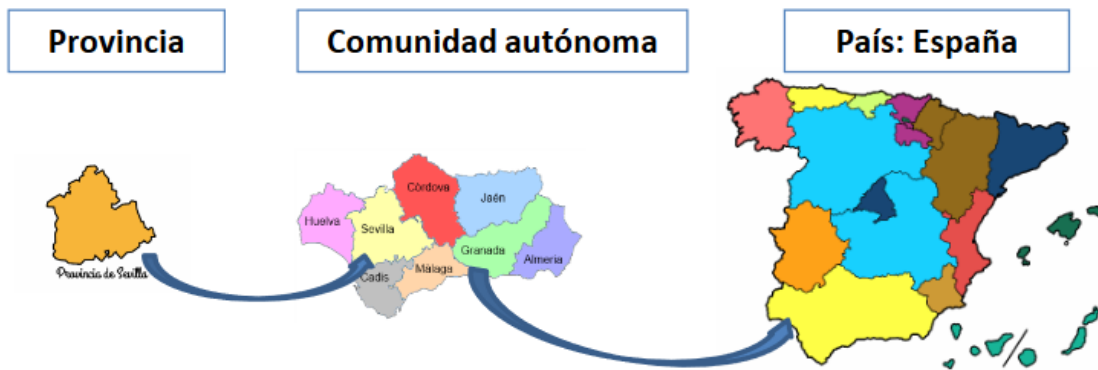 Provincia
Comunidad autónoma
País: España
Provincia de Sevilla
Huelva
Sevilla
Córdova
Jaén
Cadis
Málaga
Granada
Almería